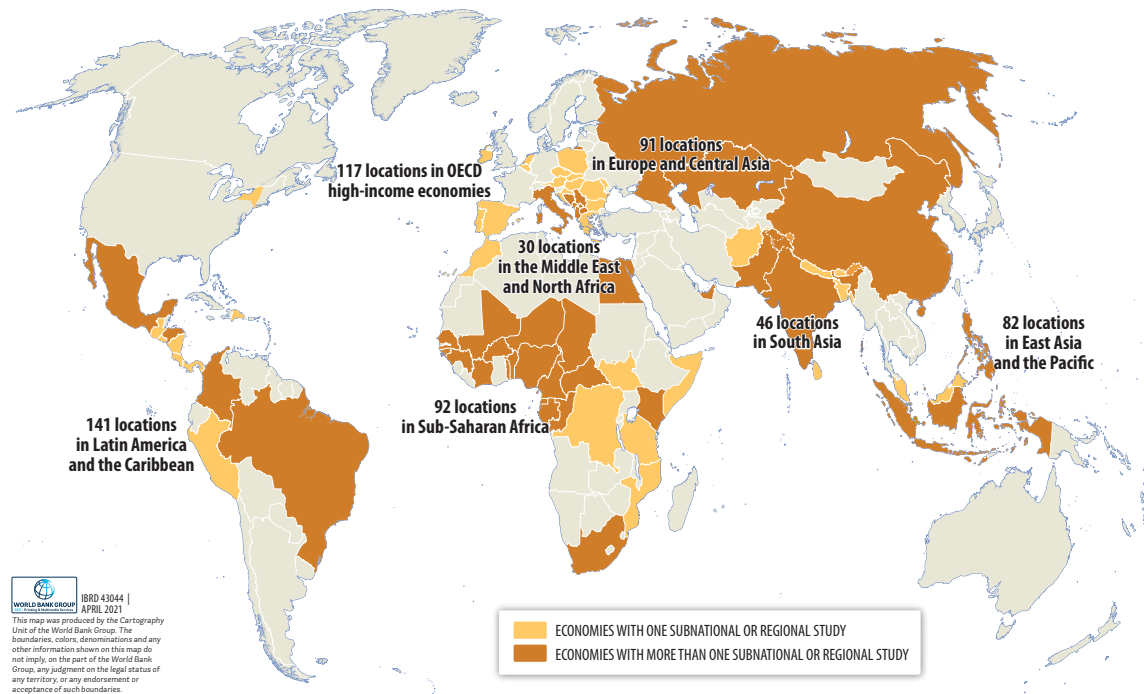 91 locations
in Europe and Central Asia
117 locations in OECD
high-income economies
30 locations
in the Middle East
and North Africa
46 locations
in South Asia
82 locations
in East Asia
and the Pacific
92 locations
in Sub-Saharan Africa
141 locations
in Latin America
and the Caribbean
WORLD BANK GROUP
Printing & Multimedia Services
IBRD 43044 |
APRIL 2021
This map was produced by the Cartography
Unit of the World Bank Group. The
boundaries, colors, denominations and any
other information shown on this map do
not imply, on the part of the World Bank
Group, any judgment on the legal status of
any territory, or any endorsement or
acceptance of such boundaries.
ECONOMIES WITH ONE SUBNATIONAL OR REGIONAL STUDY
ECONOMIES WITH MORE THAN ONE SUBNATIONAL OR REGIONAL STUDY